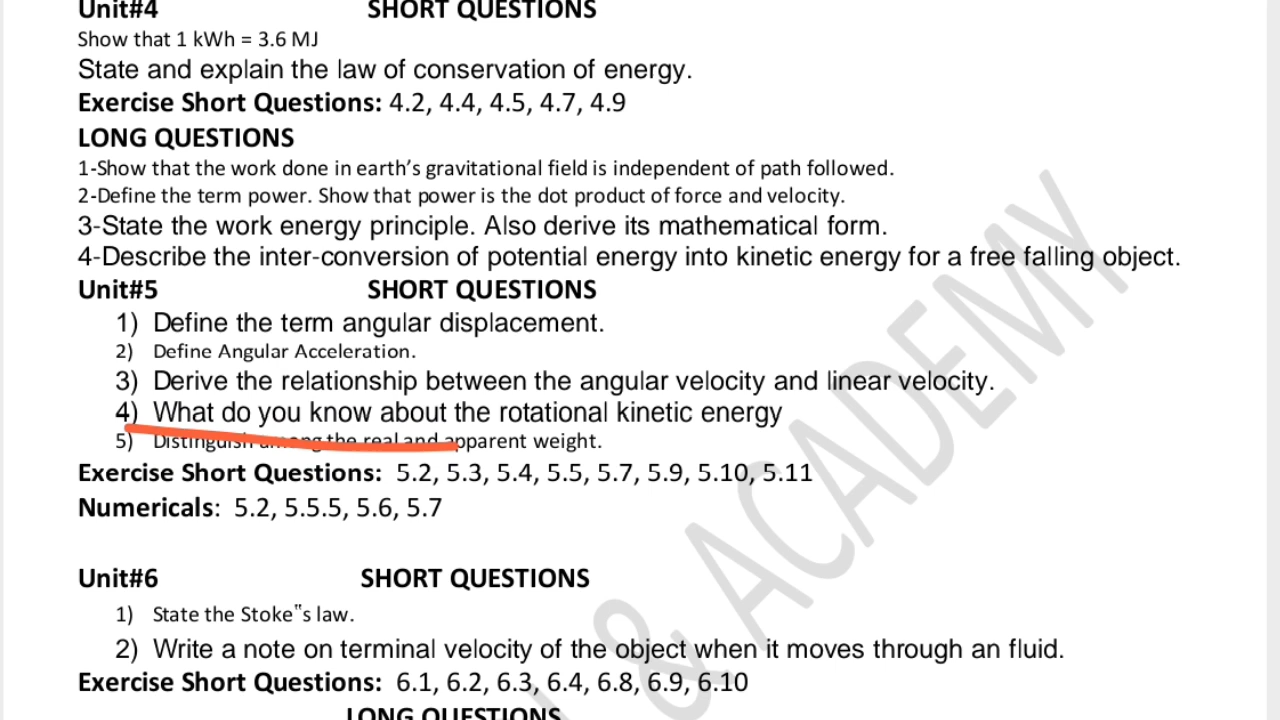 Unit#4 SHORT QUESTIONS
Show that 1 kWh = 3.6 MJ
State and explain the law of conservation of energy.
Exercise Short Questions: 4.2, 4.4, 4.5, 4.7, 4.9
LONG QUESTIONS
1-Show that the work done in earth’s gravitational field is independent of path followed.
2-Define the term power. Show that power is the dot product of force and velocity.
3-State the work energy principle. Also derive its mathematical form.
4-Describe the inter-conversion of potential energy into kinetic energy for a free falling object.
Unit#5 SHORT QUESTIONS
1) Define the term angular displacement.
2) Define Angular Acceleration.
3) Derive the relationship between the angular velocity and linear velocity.
4) What do you know about the rotational kinetic energy
5) Distinguish among the real and apparent weight.
Exercise Short Questions: 5.2, 5.3, 5.4, 5.5, 5.7, 5.9, 5.10, 5.11
Numericals: 5.2, 5.5.5, 5.6, 5.7
Unit#6 SHORT QUESTIONS
1) State the Stoke‟s law.
2) Write a note on terminal velocity of the object when it moves through an fluid.
Exercise Short Questions: 6.1, 6.2, 6.3, 6.4, 6.8, 6.9, 6.10
LONG QUESTIONS
& ACADEMY